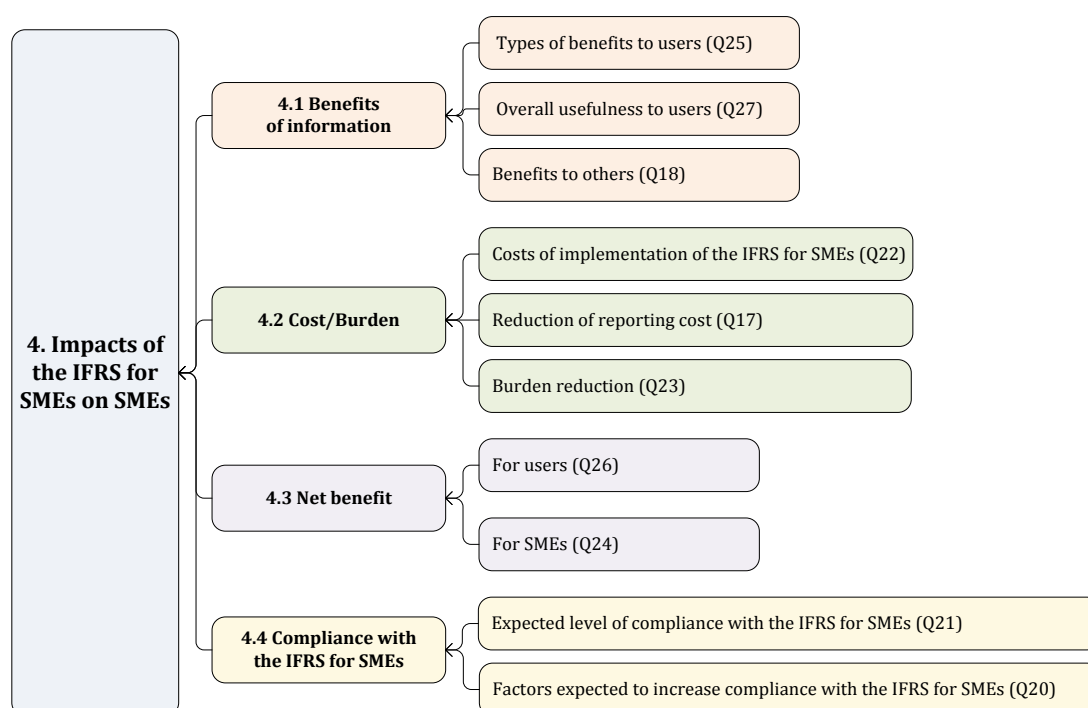 4. Impacts of
the IFRS for
SMEs on SMEs
4.1 Benefits
of information
Types of benefits to users (Q25)
Overall usefulness to users (Q27)
Benefits to others (Q18)
4.2 Cost/Burden
Costs of implementation of the IFRS for SMEs (Q22)
Reduction of reporting cost (Q17)
Burden reduction (Q23)
4.3 Net benefit
For users (Q26)
For SMEs (Q24)
4.4 Compliance with
the IFRS for SMEs
Expected level of compliance with the IFRS for SMEs (Q21)
Factors expected to increase compliance with the IFRS for SMEs (Q20)